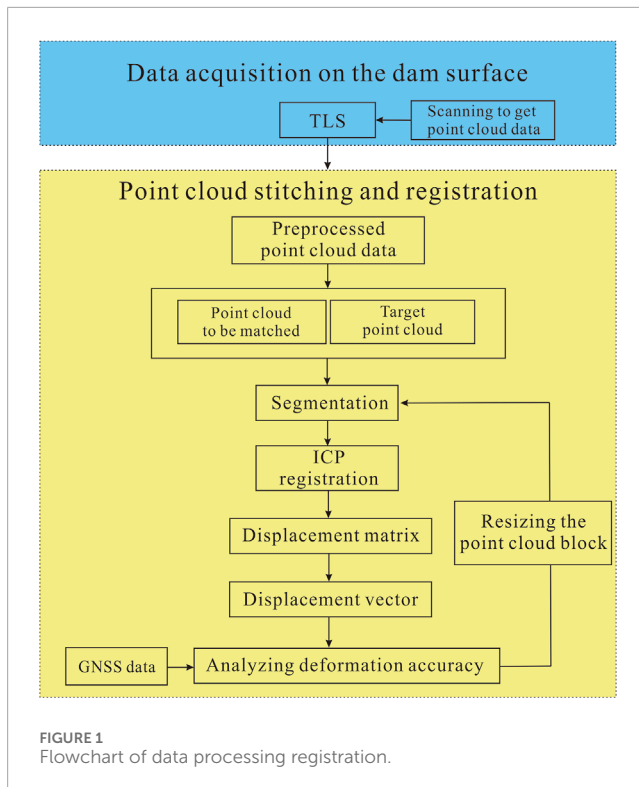 Data acquisition on the dam surface
TLS
Scanning to get
point cloud data
Point cloud stitching and registration
Preprocessed
point cloud data
Point cloud
to be matched
Target
point cloud
Segmentation
ICP
registration
Resizing the
point cloud block
Displacement matrix
Displacement vector
GNSS data
Analyzing deformation accuracy
FIGURE 1
Flowchart of data processing registration.